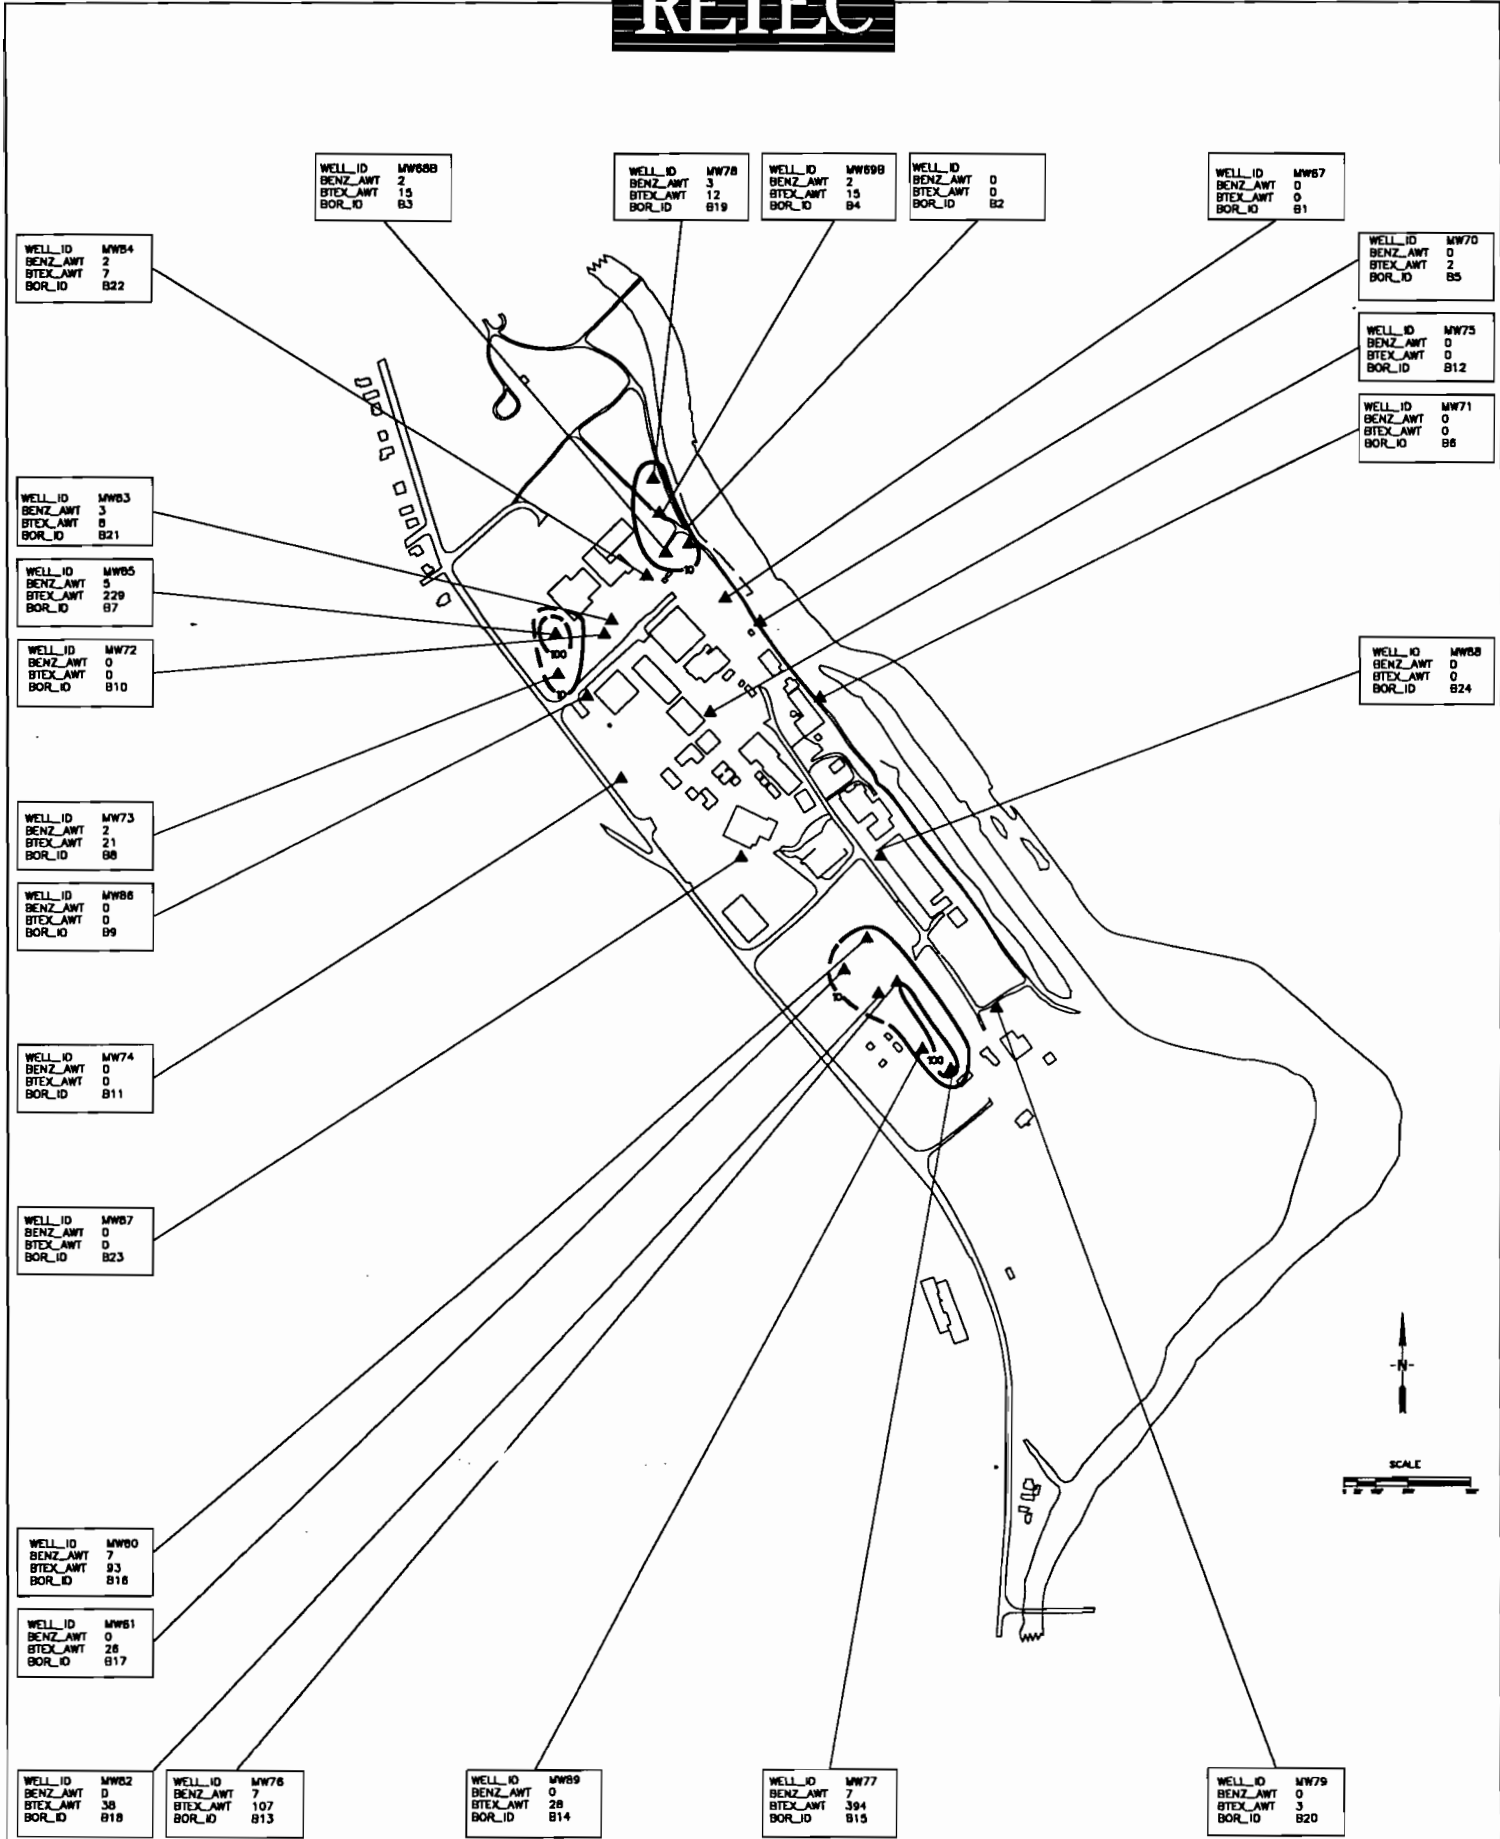 RETEC
WELL_ID MW68B
BENZ_AWT 2
BTEX_AWT 15
BOR_ID B3
WELL_ID MW78
BENZ_AWT 3
BTEX_AWT 12
BOR_ID B19
WELL_ID MW69B
BENZ_AWT 2
BTEX_AWT 15
BOR_ID B4
WELL_ID
BENZ_AWT 0
BTEX_AWT 0
BOR_ID B2
WELL_ID MW67
BENZ_AWT 0
BTEX_AWT 0
BOR_ID B1
WELL_ID MW84
BENZ_AWT 2
BTEX_AWT 7
BOR_ID B22
WELL_ID MW70
BENZ_AWT 0
BTEX_AWT 2
BOR_ID B5
WELL_ID MW75
BENZ_AWT 0
BTEX_AWT 0
BOR_ID B12
WELL_ID MW71
BENZ_AWT 0
BTEX_AWT 0
BOR_ID B6
WELL_ID MW83
BENZ_AWT 3
BTEX_AWT 8
BOR_ID B21
WELL_ID MW85
BENZ_AWT 5
BTEX_AWT 229
BOR_ID B7
WELL_ID MW72
BENZ_AWT 0
BTEX_AWT 0
BOR_ID B10
10
100
10
WELL_ID MW88
BENZ_AWT 0
BTEX_AWT 0
BOR_ID B24
WELL_ID MW73
BENZ_AWT 2
BTEX_AWT 21
BOR_ID B8
WELL_ID MW86
BENZ_AWT 0
BTEX_AWT 0
BOR_ID B9
10
100
WELL_ID MW74
BENZ_AWT 0
BTEX_AWT 0
BOR_ID B11
WELL_ID MW87
BENZ_AWT 0
BTEX_AWT 0
BOR_ID B23
-N-
SCALE
WELL_ID MW80
BENZ_AWT 7
BTEX_AWT 93
BOR_ID B16
WELL_ID MW81
BENZ_AWT 0
BTEX_AWT 26
BOR_ID B17
WELL_ID MW82
BENZ_AWT 0
BTEX_AWT 38
BOR_ID B18
WELL_ID MW76
BENZ_AWT 7
BTEX_AWT 107
BOR_ID B13
WELL_ID MW89
BENZ_AWT 0
BTEX_AWT 28
BOR_ID B14
WELL_ID MW77
BENZ_AWT 7
BTEX_AWT 394
BOR_ID B15
WELL_ID MW79
BENZ_AWT 0
BTEX_AWT 3
BOR_ID B20